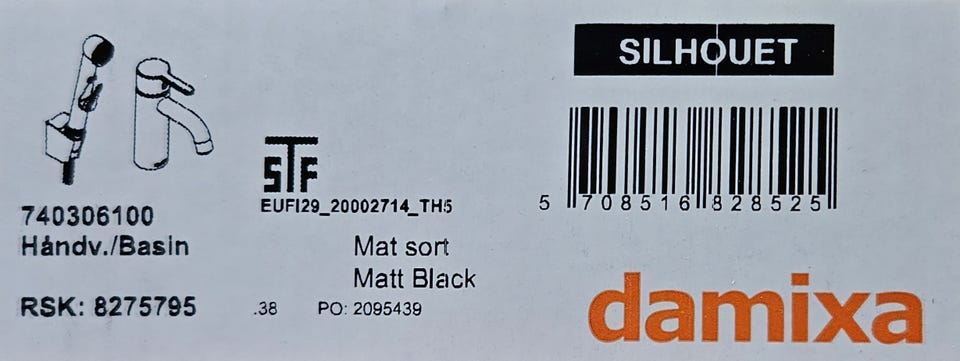 SILHOUET
5 708516 828525
STF
EUFI29_20002714_TH5
740306100
Håndv./Basin
Mat sort
Matt Black
RSK: 8275795
.38
PO: 2095439
damixa